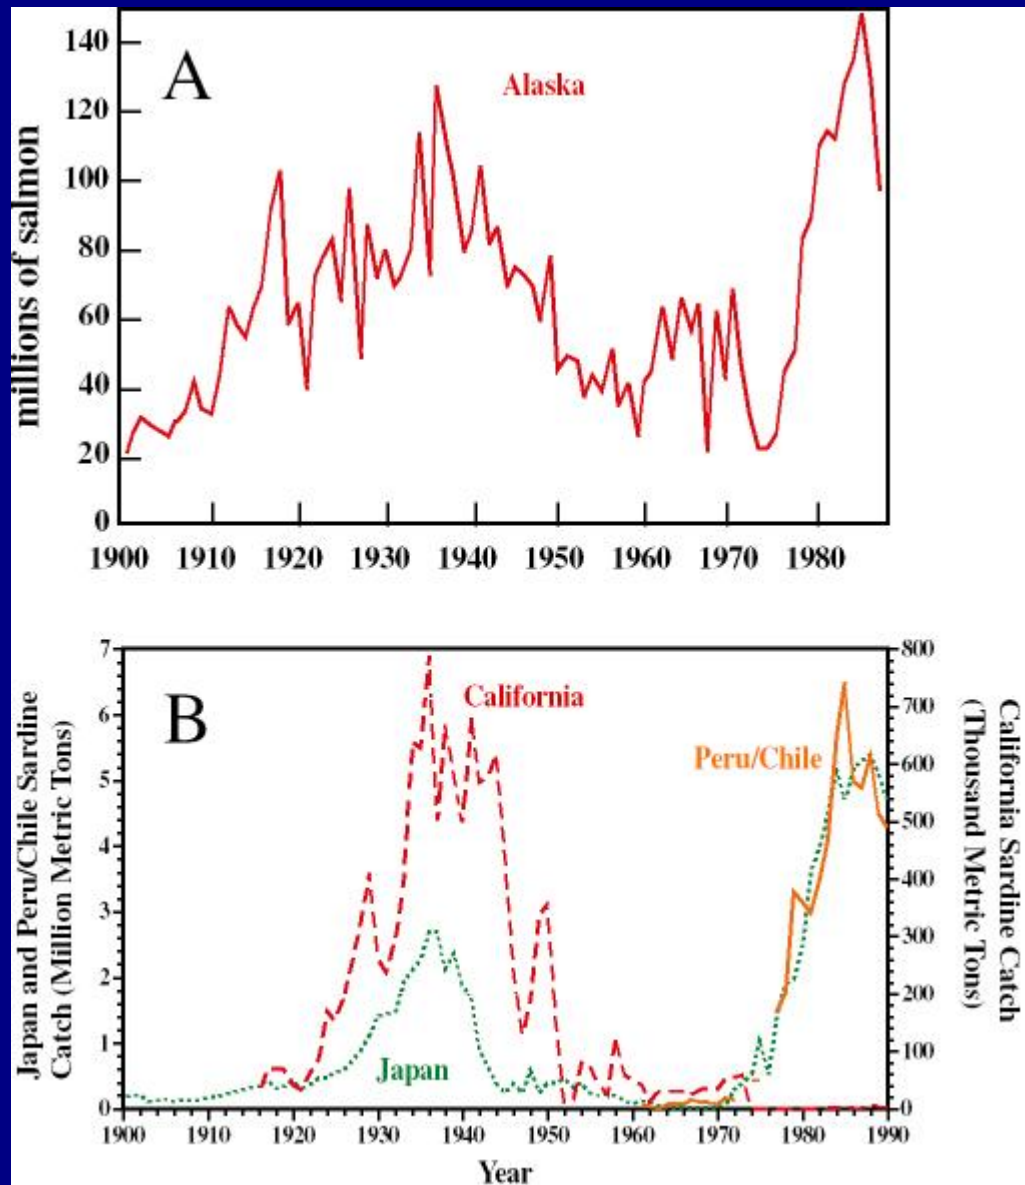 A
Alaska
millions of salmon
140
120
100
80
60
40
20
0
1900 1910 1920 1930 1940 1950 1960 1970 1980
B
California
Peru/Chile
Japan
Japan and Peru/Chile Sardine
Catch (Million Metric Tons)
7
6
5
4
3
2
1
0
800
700
600
500
400
300
200
100
0
California Sardine Catch
(Thousand Metric Tons)
1900 1910 1920 1930 1940 1950 1960 1970 1980 1990
Year